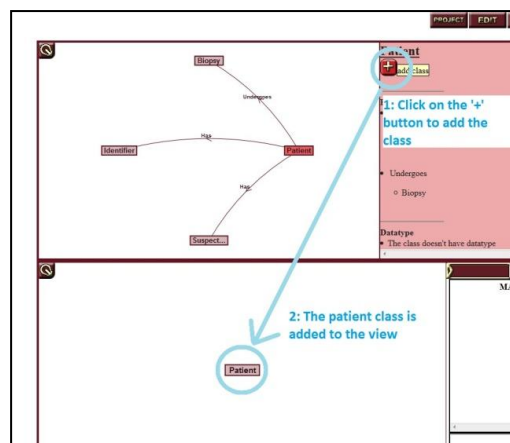 PROJECT EDIT
Patient
add class
Biopsy
Undergoes
1: Click on the '+'
button to add the
class
Has
Identifier
Patient
Undergoes
Has
Biopsy
Suspect...
Datatype
The class doesn't have datatype
2: The patient class is
added to the view
Patient